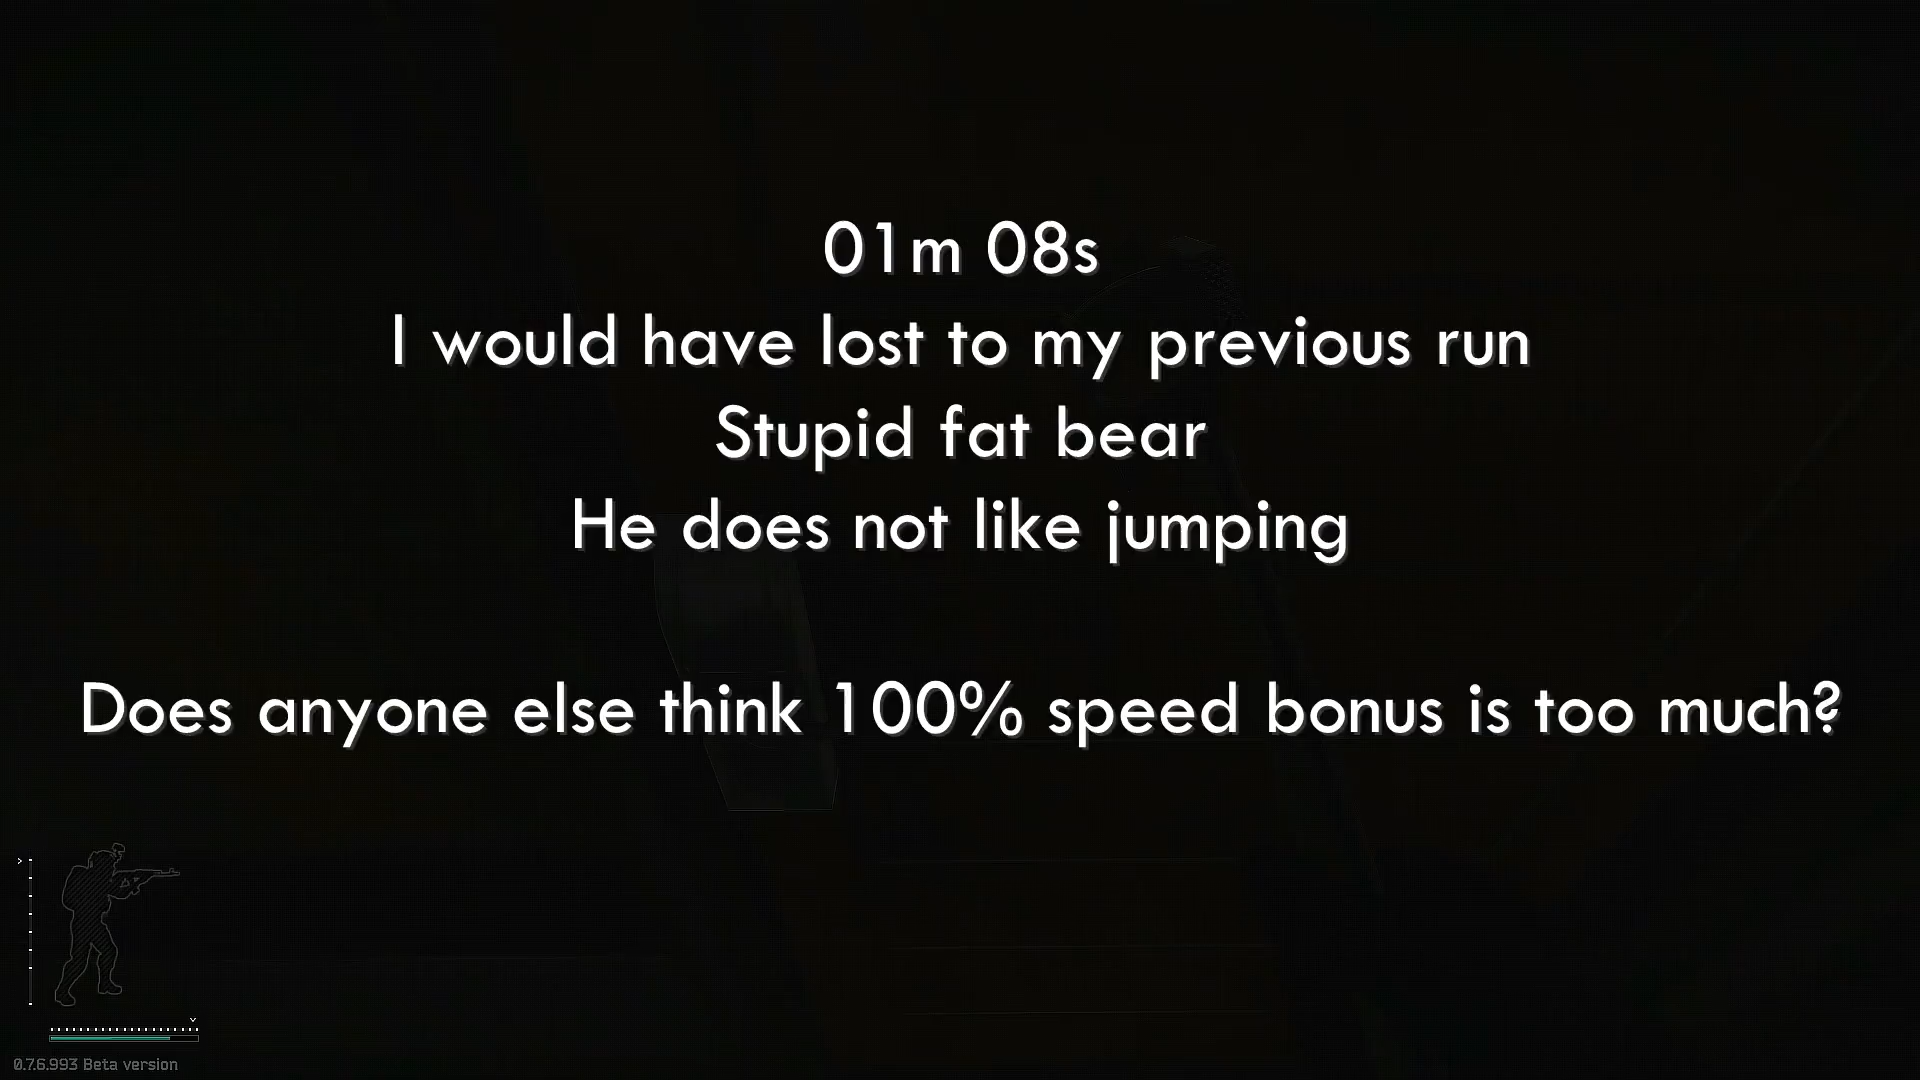 01m 08s
I would have lost to my previous run
Stupid fat bear
He does not like jumping
Does anyone else think 100% speed bonus is too much?
0.7.6.993 Beta version